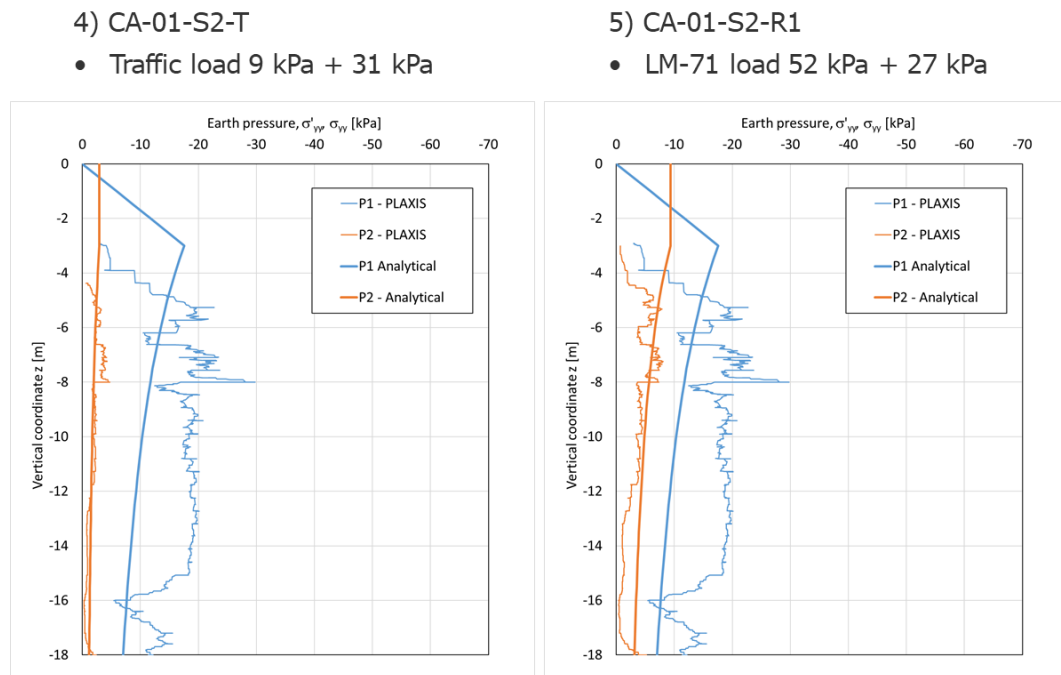 4) CA-01-S2-T
• Traffic load 9 kPa + 31 kPa
Earth pressure, σ'yy, σyy [kPa]
0 -10 -20 -30 -40 -50 -60 -70
0
-2
-4
-6
-8
-10
-12
-14
-16
-18
Vertical coordinate z [m]
P1 - PLAXIS
P2 - PLAXIS
P1 Analytical
P2 - Analytical
5) CA-01-S2-R1
• LM-71 load 52 kPa + 27 kPa
Earth pressure, σ'yy, σyy [kPa]
0 -10 -20 -30 -40 -50 -60 -70
0
-2
-4
-6
-8
-10
-12
-14
-16
-18
Vertical coordinate z [m]
P1 - PLAXIS
P2 - PLAXIS
P1 Analytical
P2 - Analytical